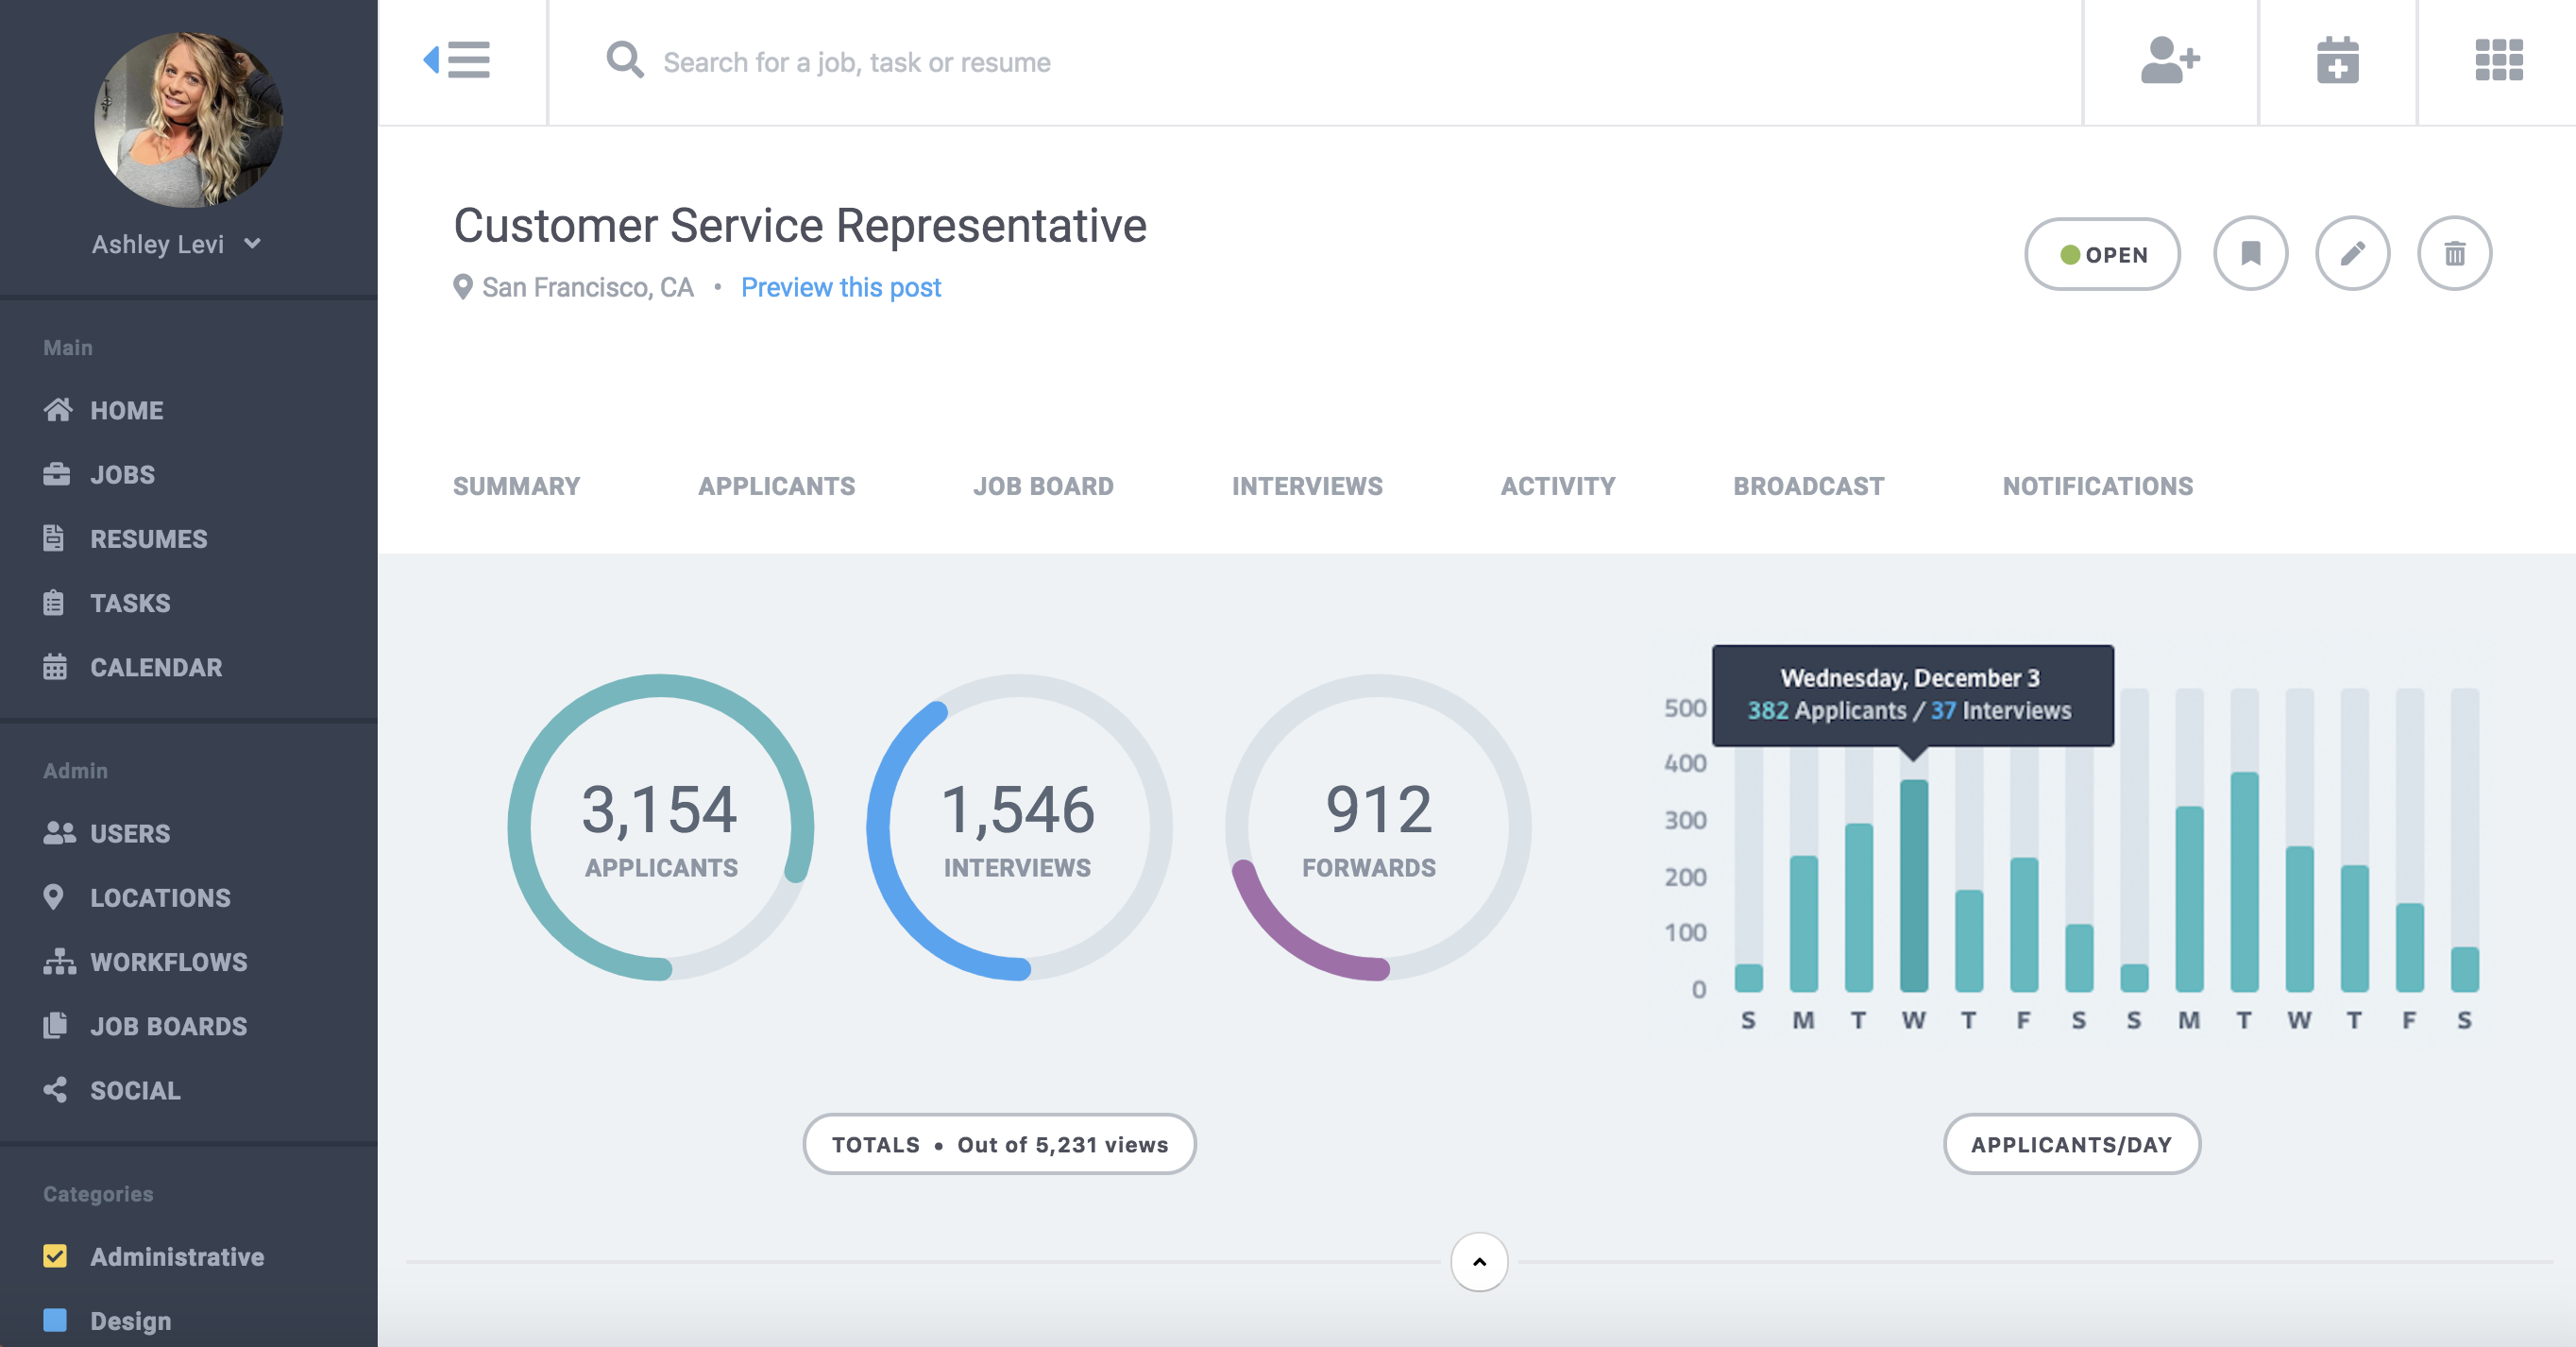 Ashley Levi
Main
HOME
JOBS
RESUMES
TASKS
CALENDAR
Admin
USERS
LOCATIONS
WORKFLOWS
JOB BOARDS
SOCIAL
Categories
Administrative
Design
Search for a job, task or resume
Customer Service Representative
San Francisco, CA • Preview this post
OPEN
SUMMARY APPLICANTS JOB BOARD INTERVIEWS ACTIVITY BROADCAST NOTIFICATIONS
3,154
APPLICANTS
1,546
INTERVIEWS
912
FORWARDS
TOTALS • Out of 5,231 views
Wednesday, December 3
382 Applicants / 37 Interviews
500
400
300
200
100
0
S M T W T F S S M T W T F S
APPLICANTS/DAY